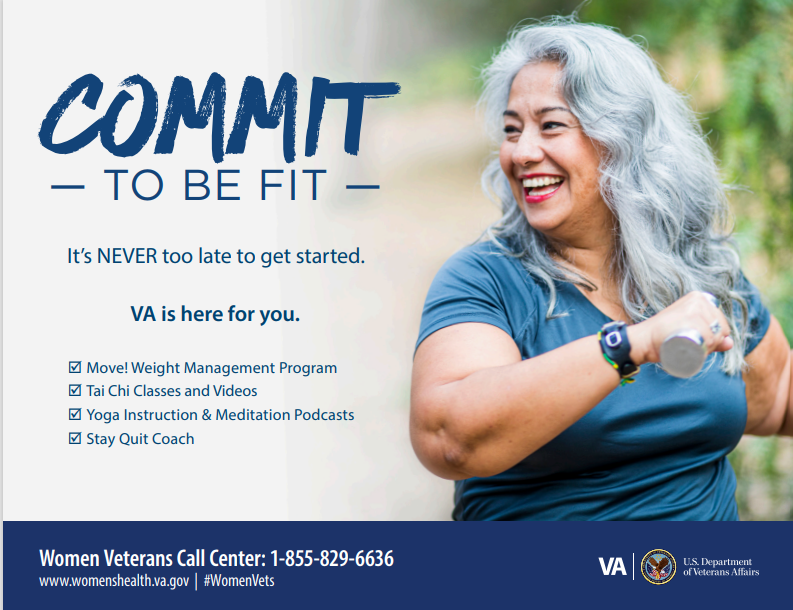 COMMIT
— TO BE FIT —
It's NEVER too late to get started.
VA is here for you.
☑ Move! Weight Management Program
☑ Tai Chi Classes and Videos
☑ Yoga Instruction & Meditation Podcasts
☑ Stay Quit Coach
Women Veterans Call Center: 1-855-829-6636
www.womenshealth.va.gov | #WomenVets
VA | U.S. Department
of Veterans Affairs